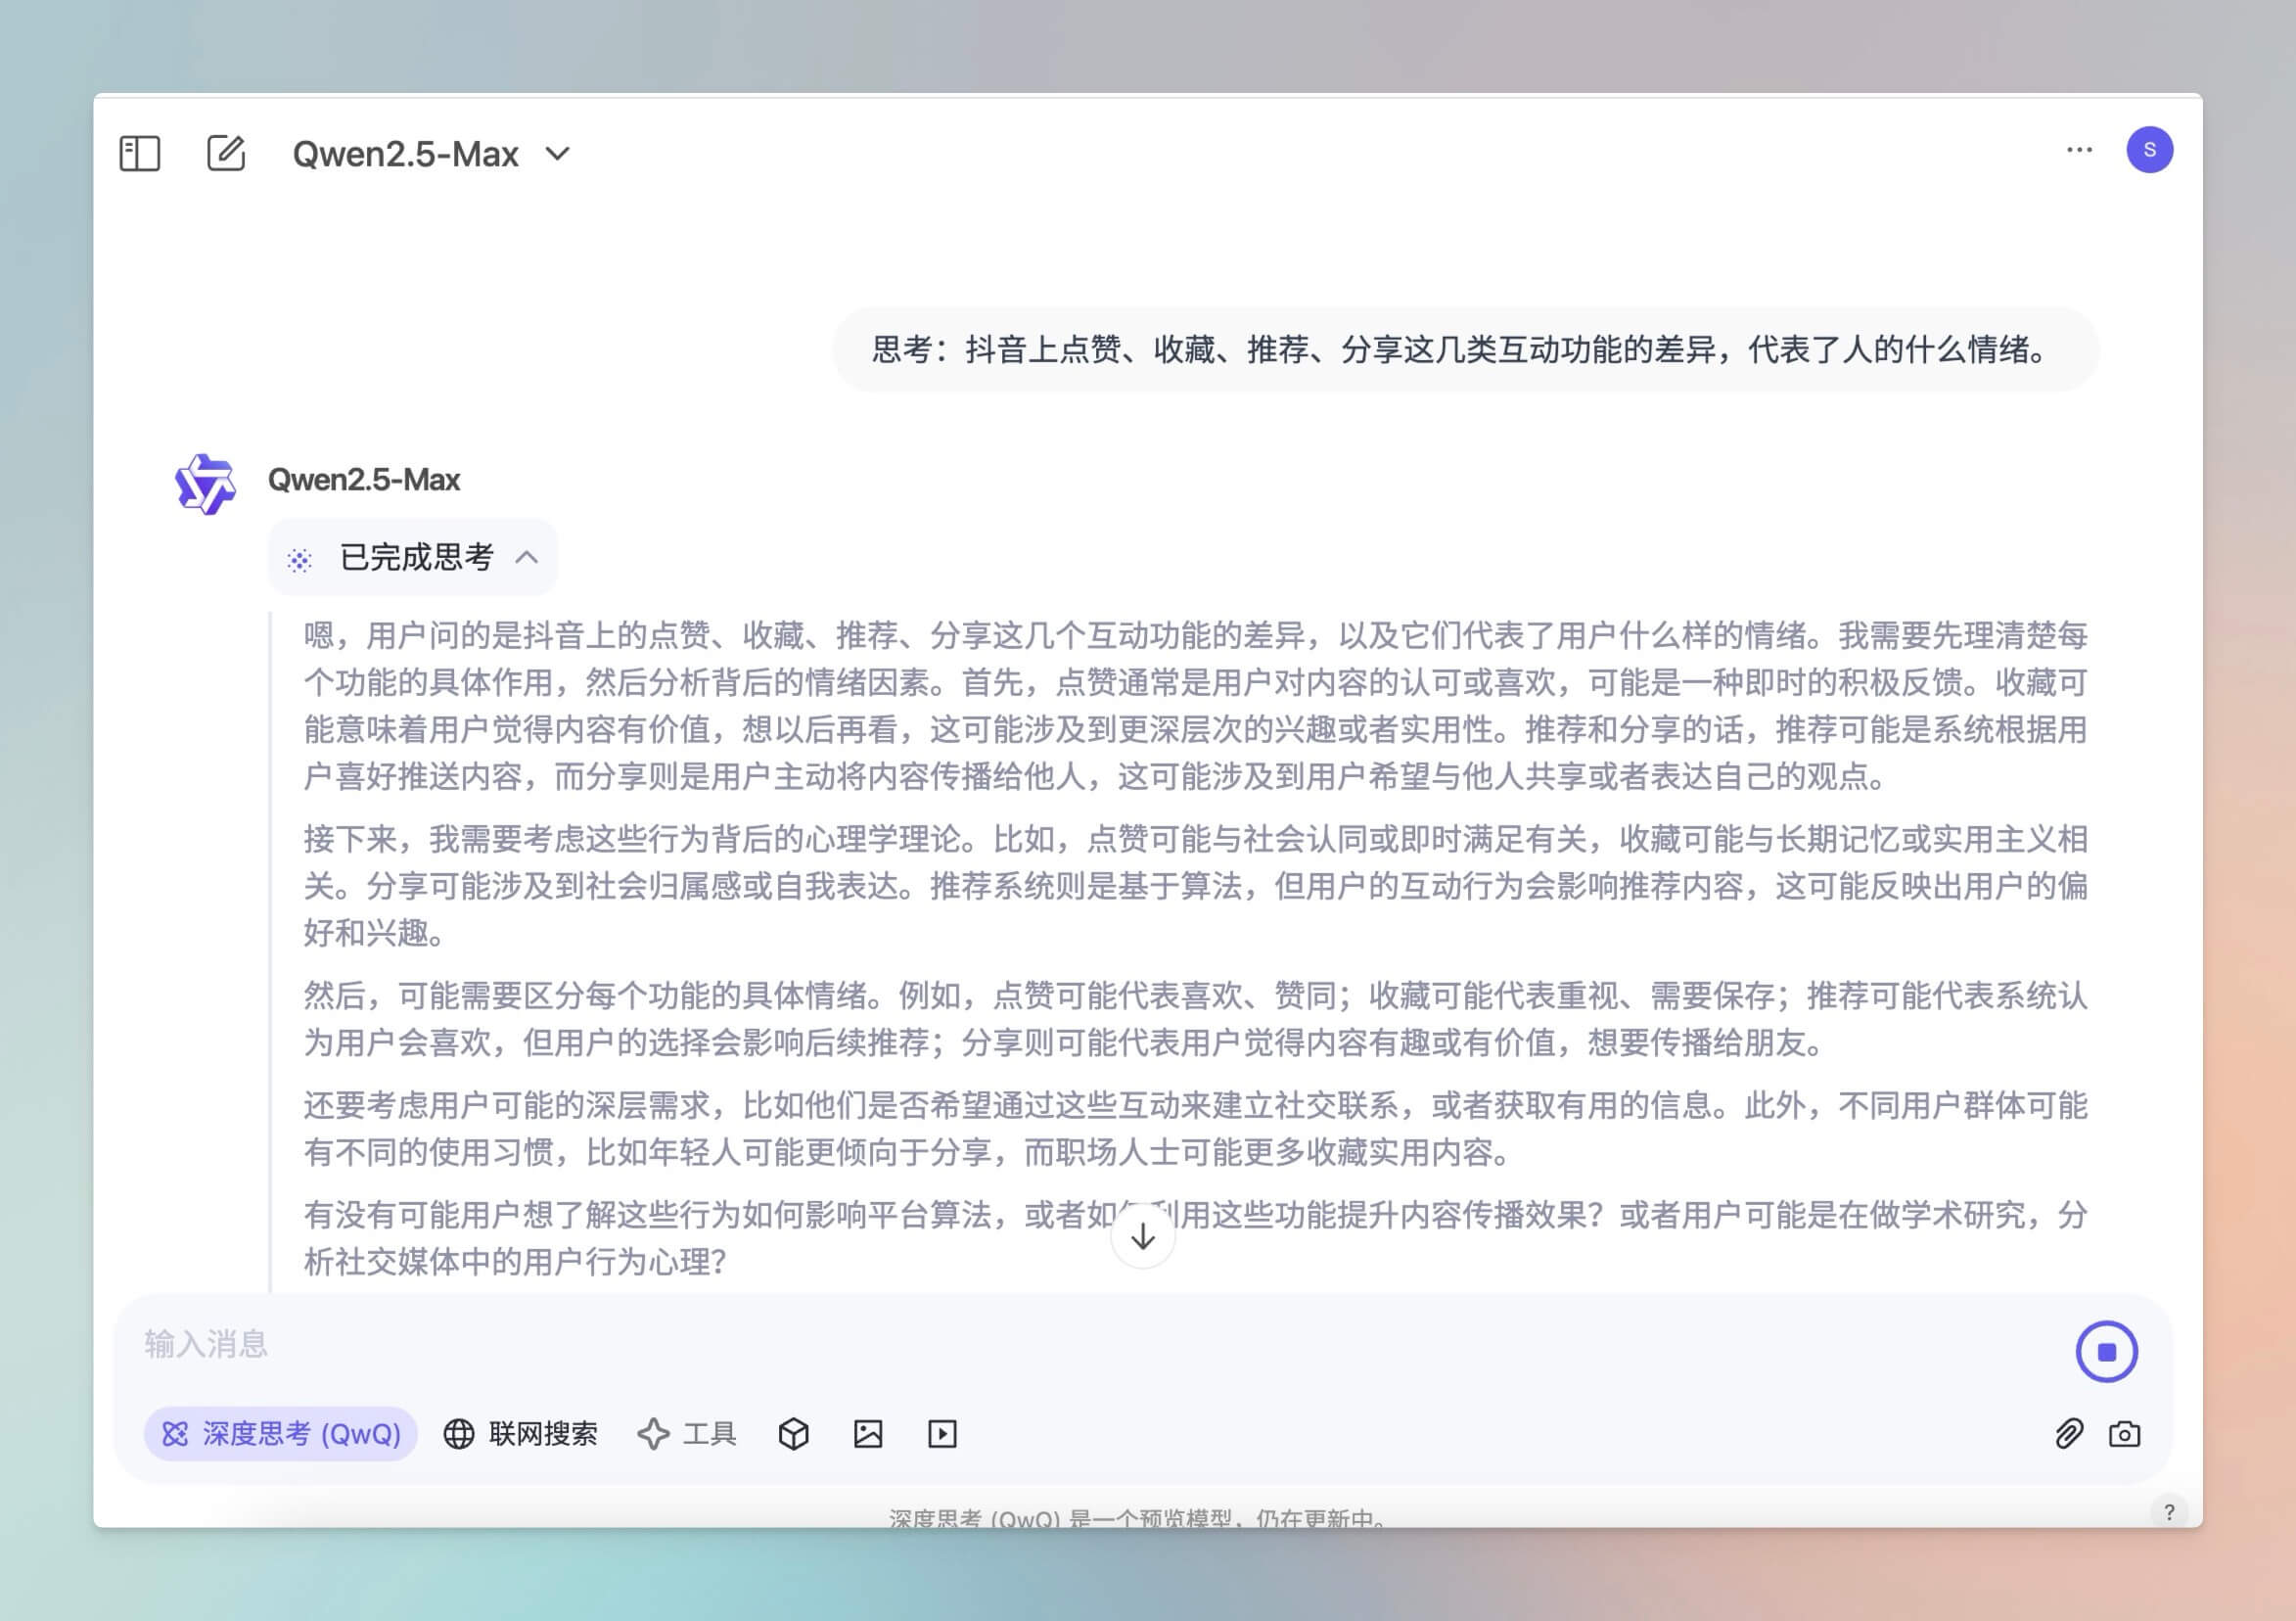 Qwen2.5-Max
S
思考：抖音上点赞、收藏、推荐、分享这几类互动功能的差异，代表了人的什么情绪。
Qwen2.5-Max
已完成思考
嗯，用户问的是抖音上的点赞、收藏、推荐、分享这几个互动功能的差异，以及它们代表了用户什么样的情绪。我需要先理清楚每
个功能的具体作用，然后分析背后的情绪因素。首先，点赞通常是用户对内容的认可或喜欢，可能是一种即时的积极反馈。收藏可
能意味着用户觉得内容有价值，想以后再看，这可能涉及到更深层次的兴趣或者实用性。推荐和分享的话，推荐可能是系统根据用
户喜好推送内容，而分享则是用户主动将内容传播给他人，这可能涉及到用户希望与他人共享或者表达自己的观点。
接下来，我需要考虑这些行为背后的心理学理论。比如，点赞可能与社会认同或即时满足有关，收藏可能与长期记忆或实用主义相
关。分享可能涉及到社会归属感或自我表达。推荐系统则是基于算法，但用户的互动行为会影响推荐内容，这可能反映出用户的偏
好和兴趣。
然后，可能需要区分每个功能的具体情绪。例如，点赞可能代表喜欢、赞同；收藏可能代表重视、需要保存；推荐可能代表系统认
为用户会喜欢，但用户的选择会影响后续推荐；分享则可能代表用户觉得内容有趣或有价值，想要传播给朋友。
还要考虑用户可能的深层需求，比如他们是否希望通过这些互动来建立社交联系，或者获取有用的信息。此外，不同用户群体可能
有不同的使用习惯，比如年轻人可能更倾向于分享，而职场人士可能更多收藏实用内容。
有没有可能用户想了解这些行为如何影响平台算法，或者如利用这些功能提升内容传播效果？或者用户可能是在做学术研究，分
析社交媒体中的用户行为心理？
输入消息
深度思考 (QwQ) 联网搜索 工具
深度思考 (QwQ) 是一个预览模型，仍在更新中。
?